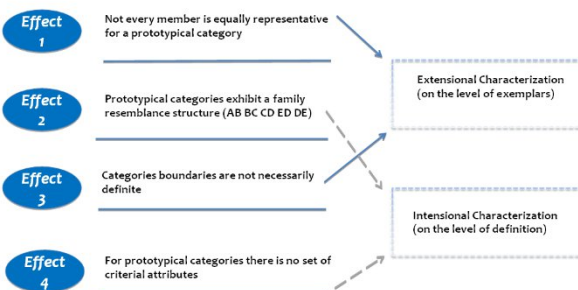 Effect
1
Not every member is equally representative
for a prototypical category
Effect
2
Prototypical categories exhibit a family
resemblance structure (AB BC CD ED DE)
Effect
3
Categories boundaries are not necessarily
definite
Effect
4
For prototypical categories there is no set of
criterial attributes
Extensional Characterization
(on the level of exemplars)
Intensional Characterization
(on the level of definition)